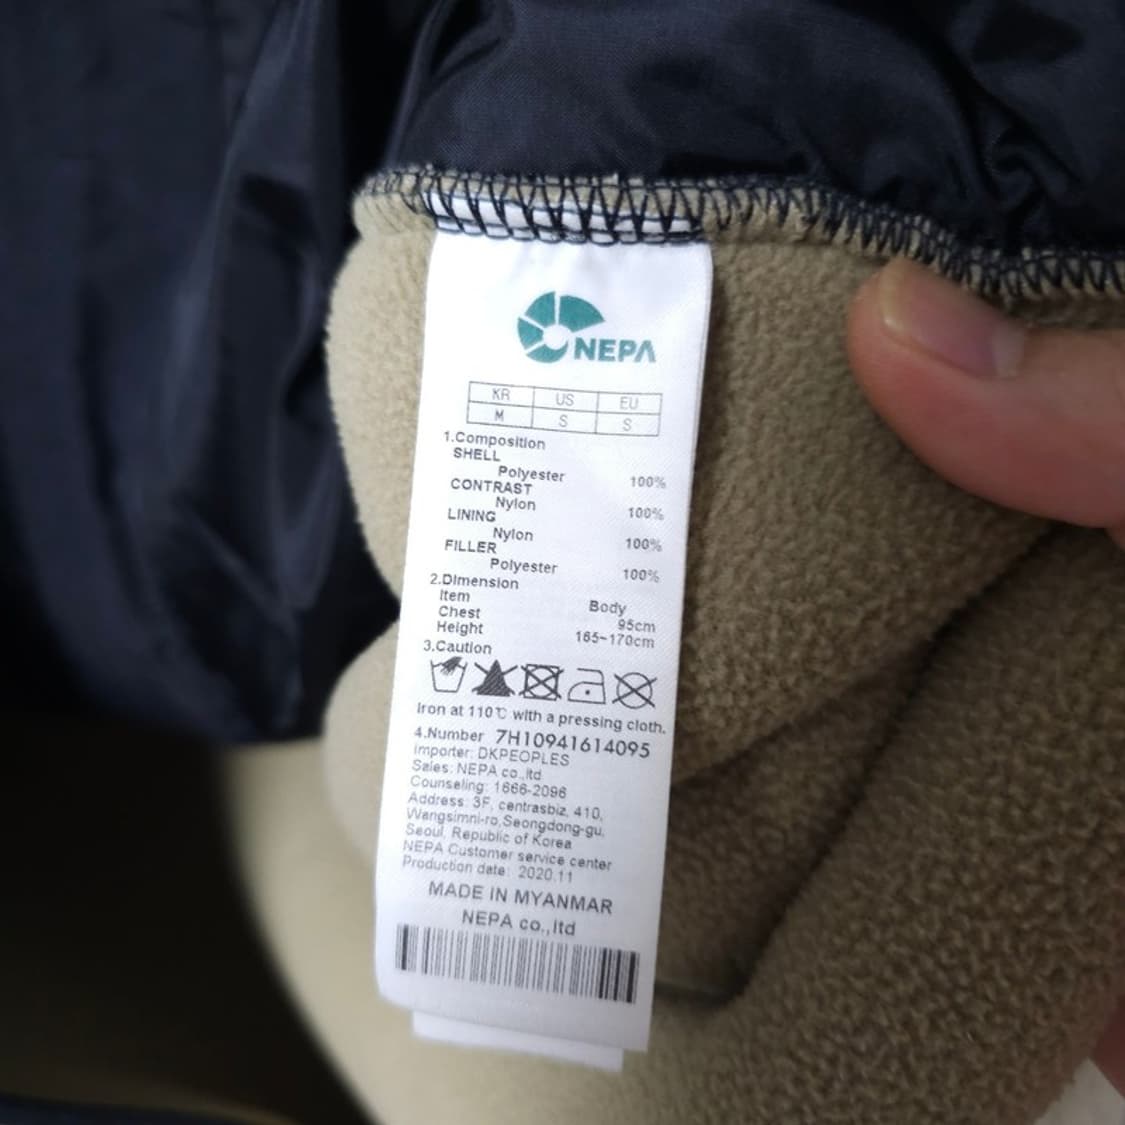 NEPA
KR US EU
M S S
1.Composition
SHELL
Polyester 100%
CONTRAST
Nylon 100%
LINING
Nylon 100%
FILLER
Polyester 100%
2.Dimension
Item Body
Chest 95cm
Height 165~170cm
3.Caution
Iron at 110℃ with a pressing cloth.
4.Number 7H10941614095
Importer: DKPEOPLES
Sales: NEPA co.,ltd
Counseling: 1666-2096
Address: 3F, centrasbiz, 410,
Wangsimni-ro,Seongdong-gu,
Seoul, Republic of Korea
NEPA Customer service center
Production date: 2020.11
MADE IN MYANMAR
NEPA co.,ltd